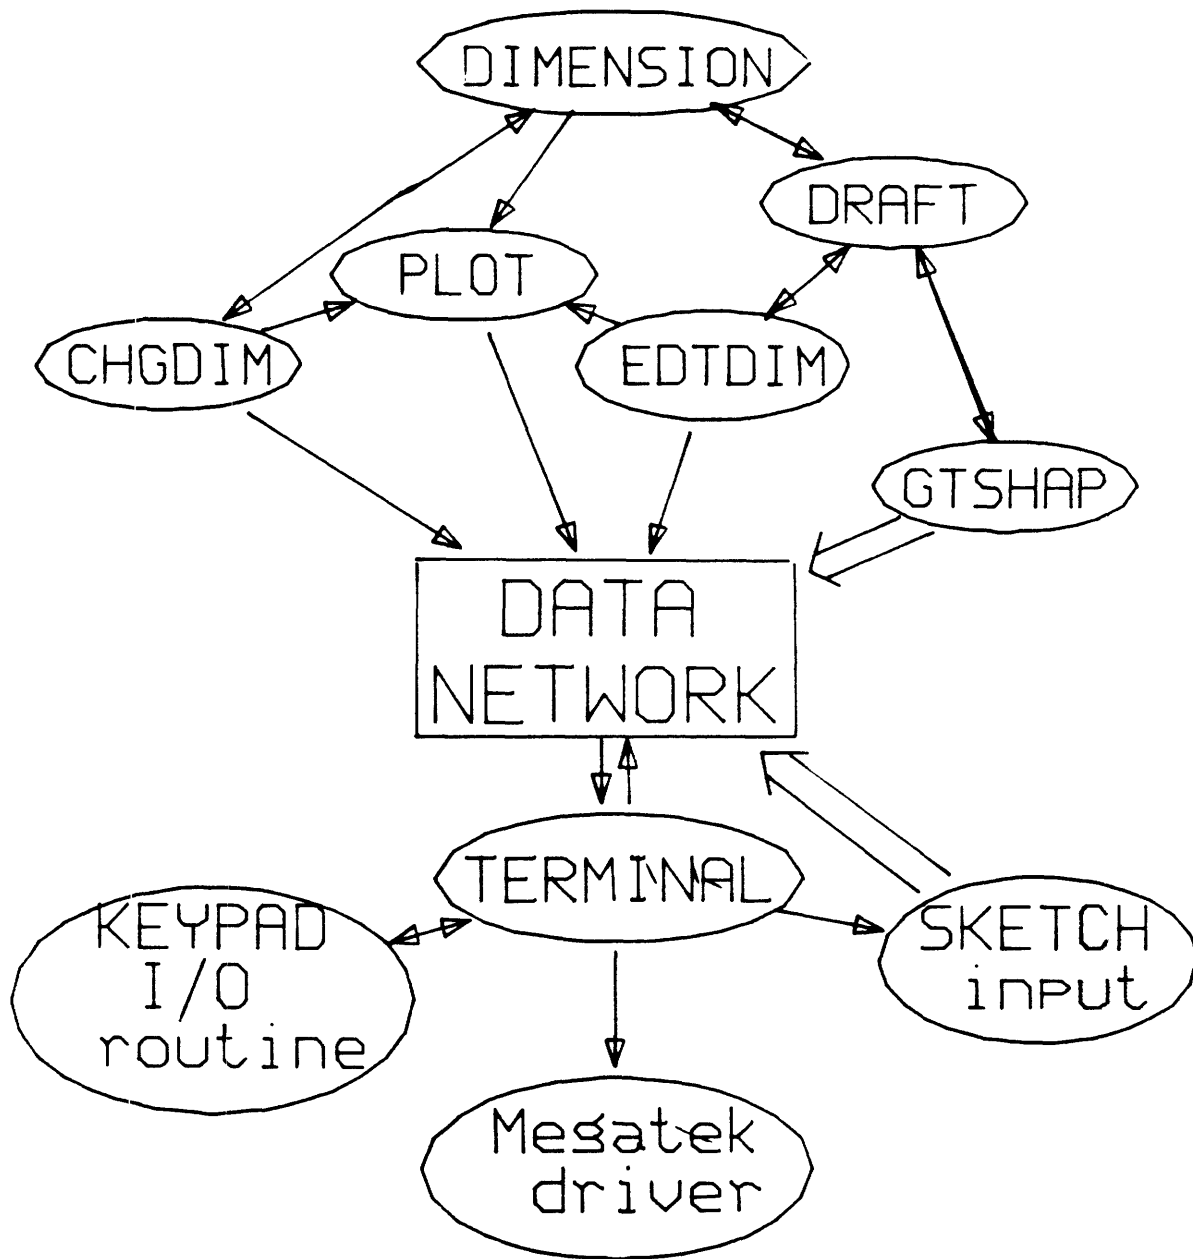 DIMENSION
DRAFT
PLOT
CHGDIM
EDTDIM
GTSHAP
DATA
NETWORK
TERMINAL
KEYPAD
I/O
routine
SKETCH
input
Megatek
driver